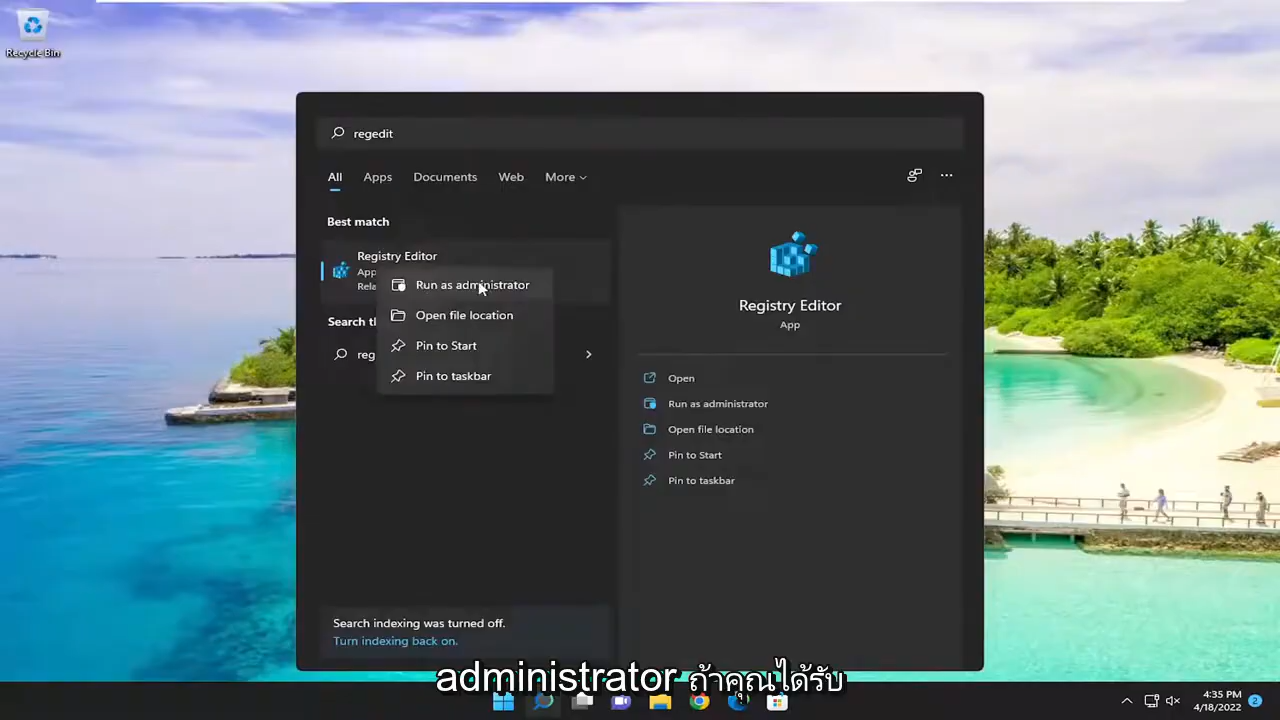 Recycle Bin
regedit
All Apps Documents Web More
Best match
Registry Editor
App
Rela
Run as administrator
Open file location
Pin to Start
Pin to taskbar
Search th
reg
Registry Editor
App
Open
Run as administrator
Open file location
Pin to Start
Pin to taskbar
Search indexing was turned off.
Turn indexing back on.
administrator ถ้าคุณได้รับ
4:35 PM
4/18/2022
2